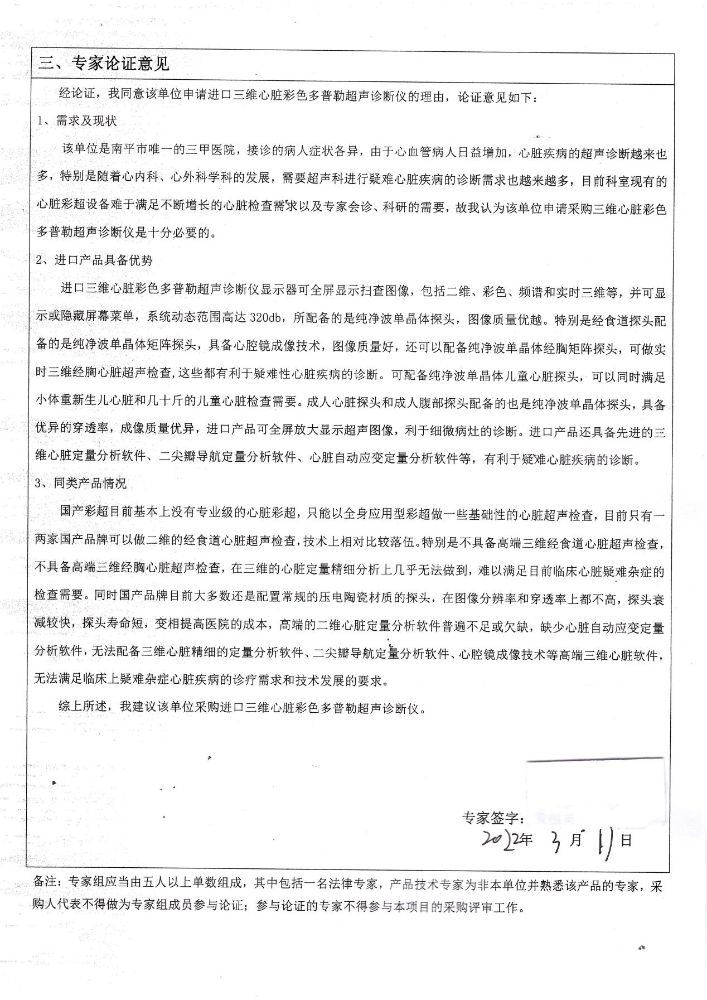 三、专家论证意见
经论证，我同意该单位申请进口三维心脏彩色多普勒超声诊断仪的理由，论证意见如下：
1、需求及现状
该单位是南平市唯一的三甲医院，接诊的病人症状各异，由于心血管病人日益增加，心脏疾病的超声诊断越来也
多，特别是随着心内科、心外科学科的发展，需要超声科进行疑难心脏疾病的诊断需求也越来越多，目前科室现有的
心脏彩超设备难于满足不断增长的心脏检查需求以及专家会诊、科研的需要，故我认为该单位申请采购三维心脏彩色
多普勒超声诊断仪是十分必要的。
2、进口产品具备优势
进口三维心脏彩色多普勒超声诊断仪显示器可全屏显示扫查图像，包括二维、彩色、频谱和实时三维等，并可显
示或隐藏屏幕菜单，系统动态范围高达 320db，所配备的是纯净波单晶体探头，图像质量优越。特别是经食道探头配
备的是纯净波单晶体矩阵探头，具备心腔镜成像技术，图像质量好，还可以配备纯净波单晶体经胸矩阵探头，可做实
时三维经胸心脏超声检查,这些都有利于疑难性心脏疾病的诊断。可配备纯净波单晶体儿童心脏探头，可以同时满足
小体重新生儿心脏和几十斤的儿童心脏检查需要。成人心脏探头和成人腹部探头配备的也是纯净波单晶体探头，具备
优异的穿透率，成像质量优异，进口产品可全屏放大显示超声图像，利于细微病灶的诊断。进口产品还具备先进的三
维心脏定量分析软件、二尖瓣导航定量分析软件、心脏自动应变定量分析软件等，有利于疑难心脏疾病的诊断。
3、同类产品情况
国产彩超目前基本上没有专业级的心脏彩超，只能以全身应用型彩超做一些基础性的心脏超声检查，目前只有一
两家国产品牌可以做二维的经食道心脏超声检查，技术上相对比较落伍。特别是不具备高端三维经食道心脏超声检查，
不具备高端三维经胸心脏超声检查，在三维的心脏定量精细分析上几乎无法做到，难以满足目前临床心脏疑难杂症的
检查需要。同时国产品牌目前大多数还是配置常规的压电陶瓷材质的探头，在图像分辨率和穿透率上都不高，探头衰
减较快，探头寿命短，变相提高医院的成本，高端的二维心脏定量分析软件普遍不足或欠缺，缺少心脏自动应变定量
分析软件，无法配备三维心脏精细的定量分析软件、二尖瓣导航定量分析软件、心腔镜成像技术等高端三维心脏软件，
无法满足临床上疑难杂症心脏疾病的诊疗需求和技术发展的要求。
综上所述，我建议该单位采购进口三维心脏彩色多普勒超声诊断仪。
专家签字：
2022年 3月 11日
备注：专家组应当由五人以上单数组成，其中包括一名法律专家，产品技术专家为非本单位并熟悉该产品的专家，采
购人代表不得做为专家组成员参与论证；参与论证的专家不得参与本项目的采购评审工作。